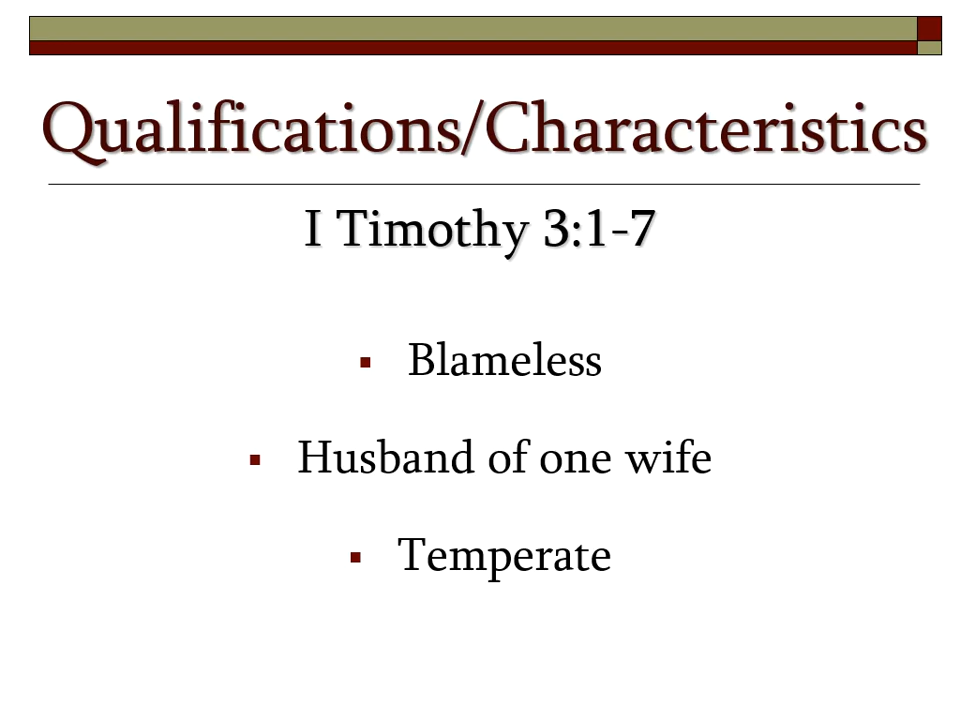 Qualifications/Characteristics
I Timothy 3:1-7
▪ Blameless
▪ Husband of one wife
▪ Temperate